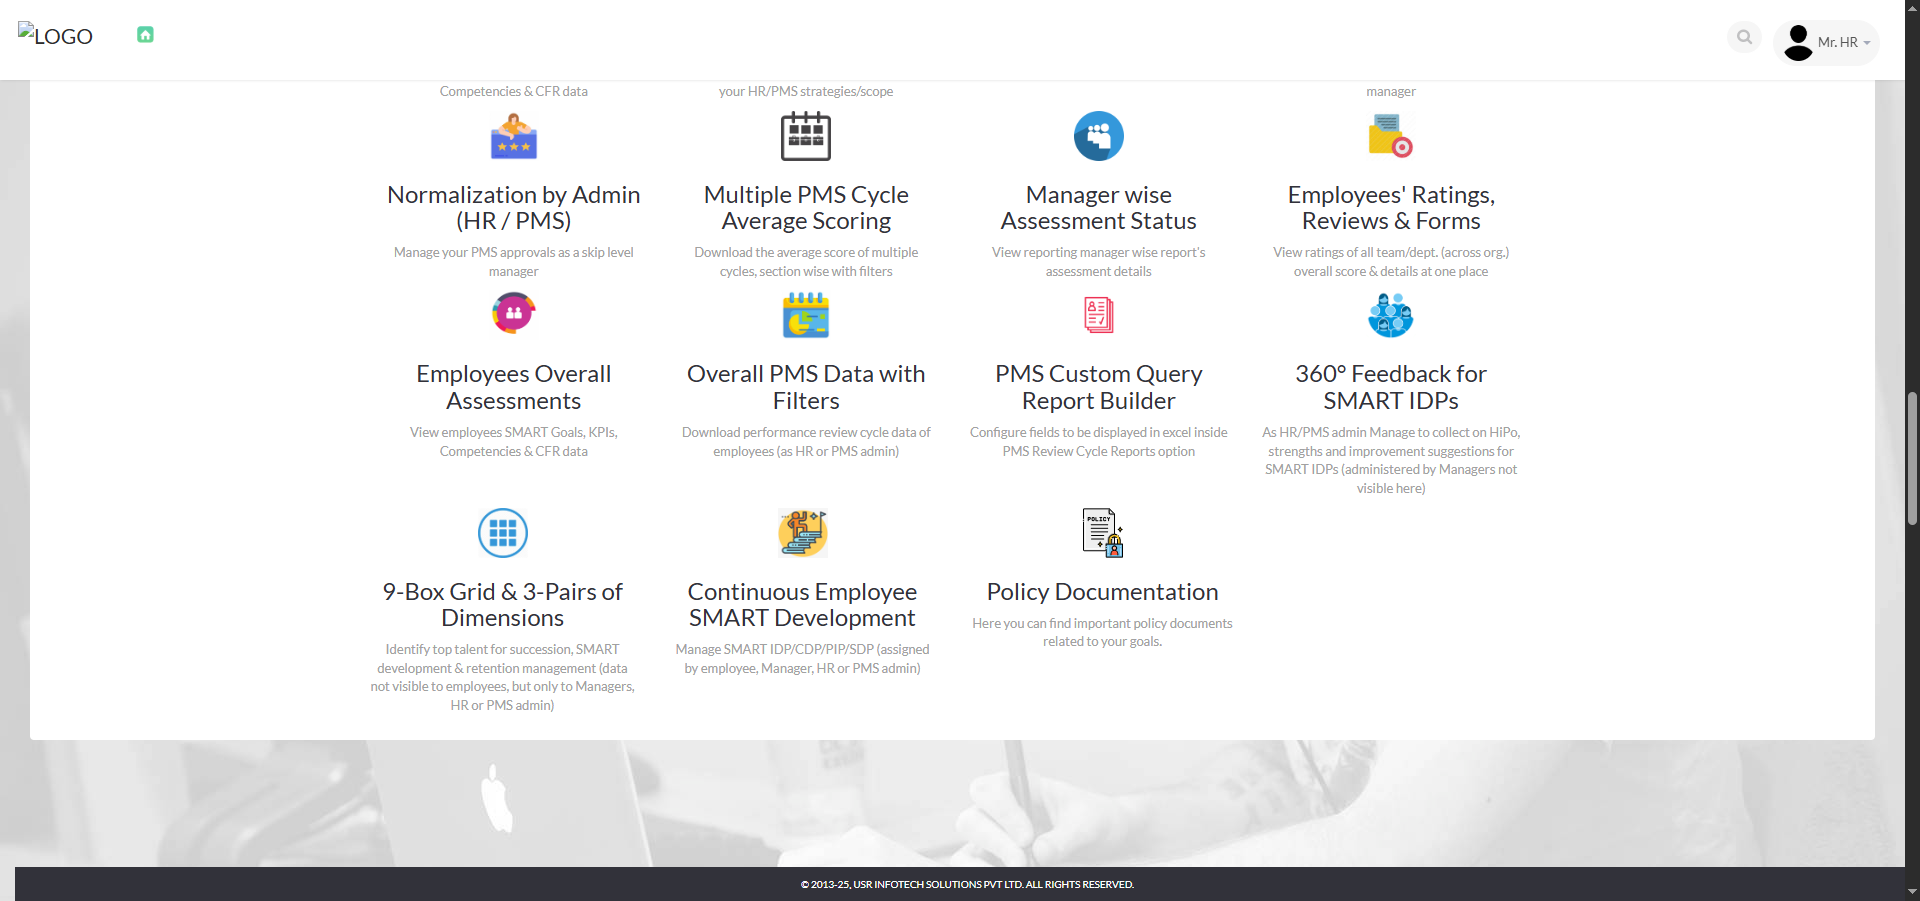 LOGO
Mr. HR
Competencies & CFR data
your HR/PMS strategies/scope
manager
Normalization by Admin
(HR / PMS)
Manage your PMS approvals as a skip level
manager
Multiple PMS Cycle
Average Scoring
Download the average score of multiple
cycles, section wise with filters
Manager wise
Assessment Status
View reporting manager wise report's
assessment details
Employees' Ratings,
Reviews & Forms
View ratings of all team/dept. (across org.)
overall score & details at one place
Employees Overall
Assessments
View employees SMART Goals, KPIs,
Competencies & CFR data
Overall PMS Data with
Filters
Download performance review cycle data of
employees (as HR or PMS admin)
PMS Custom Query
Report Builder
Configure fields to be displayed in excel inside
PMS Review Cycle Reports option
360° Feedback for
SMART IDPs
As HR/PMS admin Manage to collect on HiPo,
strengths and improvement suggestions for
SMART IDPs (administered by Managers not
visible here)
9-Box Grid & 3-Pairs of
Dimensions
Identify top talent for succession, SMART
development & retention management (data
not visible to employees, but only to Managers,
HR or PMS admin)
Continuous Employee
SMART Development
Manage SMART IDP/CDP/PIP/SDP (assigned
by employee, Manager, HR or PMS admin)
POLICY
Policy Documentation
Here you can find important policy documents
related to your goals.
© 2013-25, USR INFOTECH SOLUTIONS PVT LTD. ALL RIGHTS RESERVED.